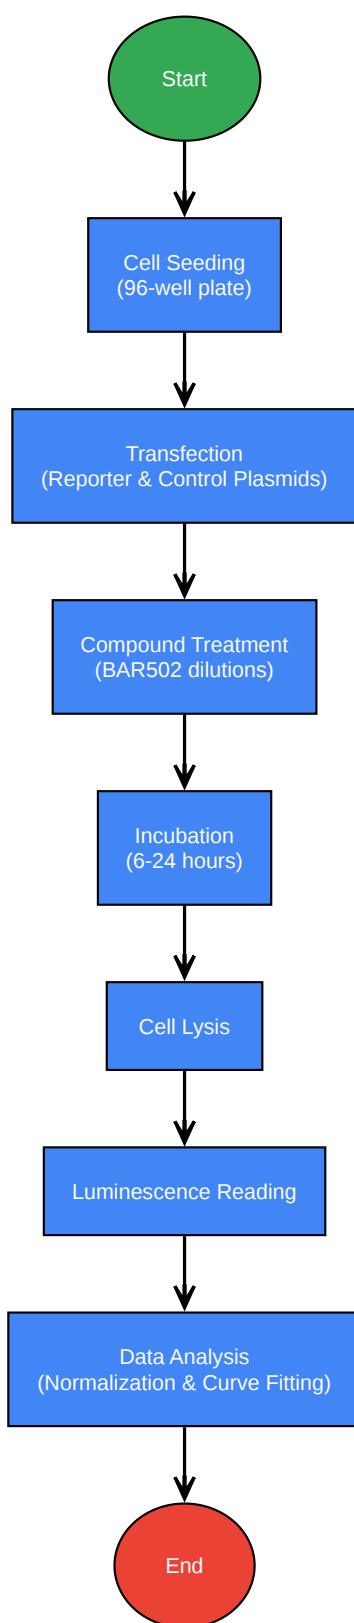 Start
Cell Seeding
(96-well plate)
Transfection
(Reporter & Control Plasmids)
Compound Treatment
(BAR502 dilutions)
Incubation
(6-24 hours)
Cell Lysis
Luminescence Reading
Data Analysis
(Normalization & Curve Fitting)
End